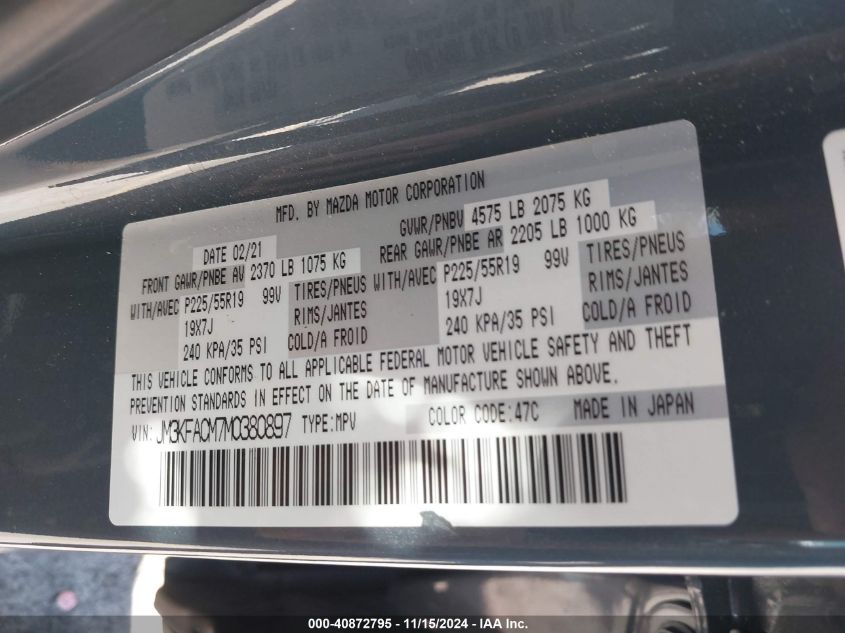 MFD. BY MAZDA MOTOR CORPORATION
DATE 02/21
GVWR/PNBV 4575 LB 2075 KG
FRONT GAWR/PNBE AV 2370 LB 1075 KG
REAR GAWR/PNBE AR 2205 LB 1000 KG
WITH/AVEC P225/55R19 99V TIRES/PNEUS
19X7J RIMS/JANTES
240 KPA/35 PSI COLD/A FROID
WITH/AVEC P225/55R19 99V TIRES/PNEUS
19X7J RIMS/JANTES
240 KPA/35 PSI COLD/A FROID
THIS VEHICLE CONFORMS TO ALL APPLICABLE FEDERAL MOTOR VEHICLE SAFETY AND THEFT
PREVENTION STANDARDS IN EFFECT ON THE DATE OF MANUFACTURE SHOWN ABOVE.
VIN: JM3KFACM7M0380897 TYPE:MPV COLOR CODE:47C MADE IN JAPAN
000-40872795 - 11/15/2024 - IAA Inc.